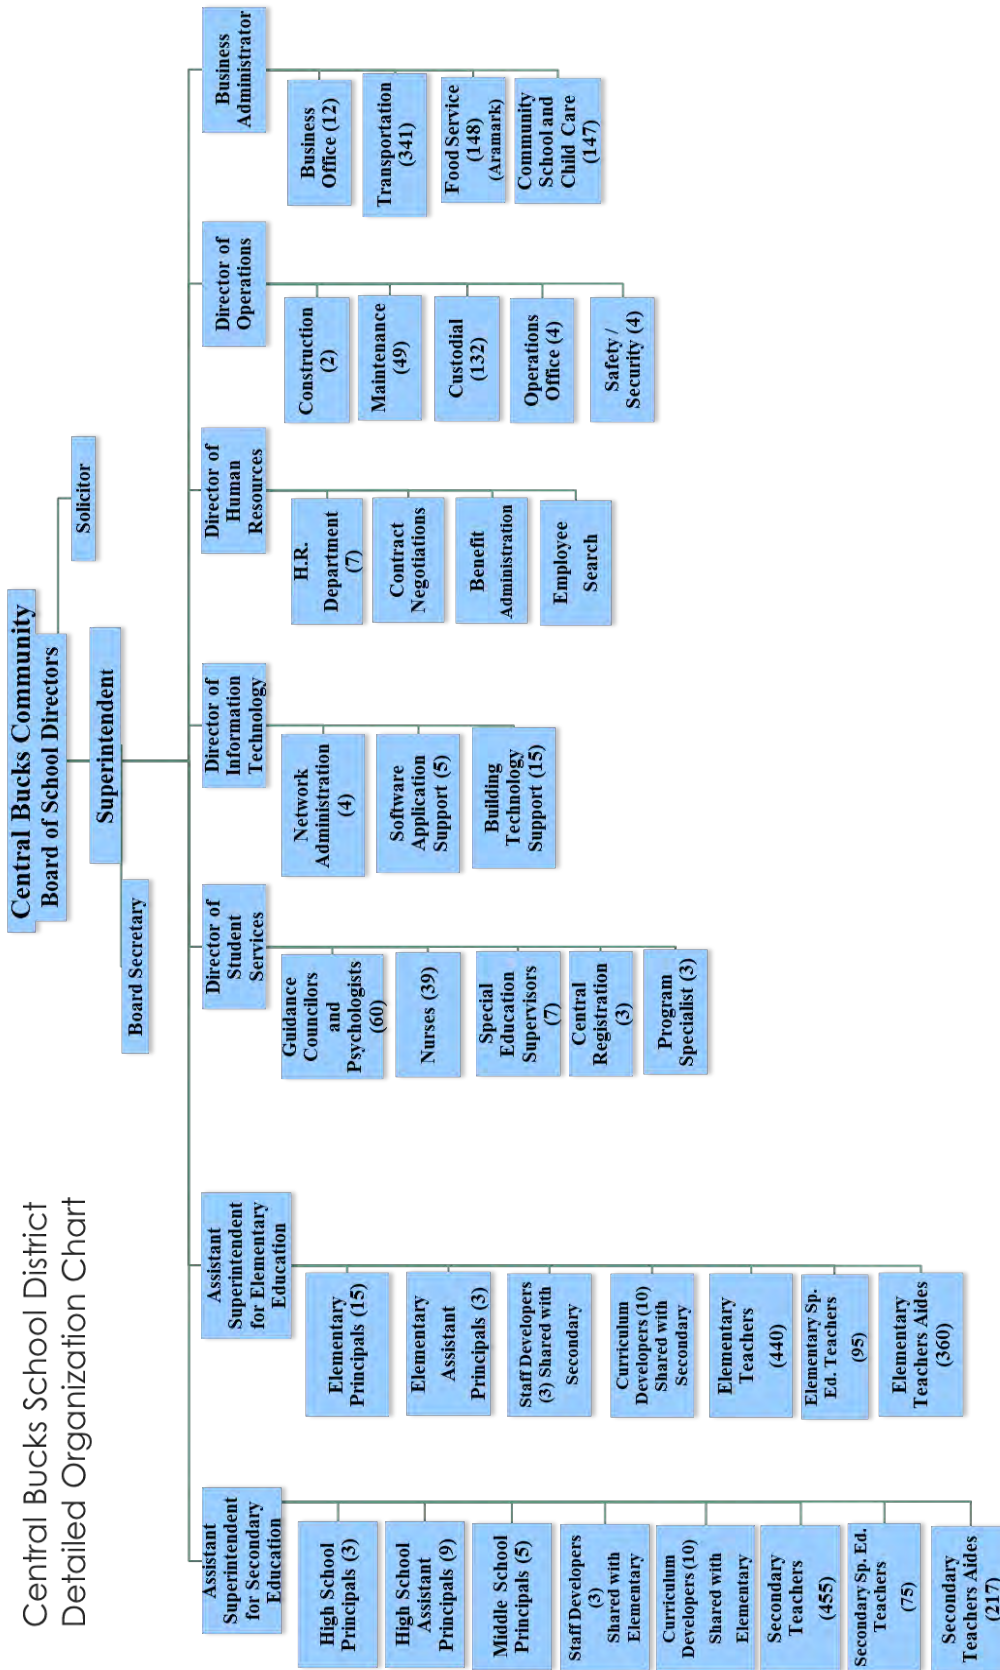 Central Bucks School District
Detailed Organization Chart
Central Bucks Community
Board of School Directors
Solicitor
Superintendent
Board Secretary
Assistant
Superintendent
for Secondary
Education
High School
Principals (3)
High School
Assistant
Principals (9)
Middle School
Principals (5)
Staff Developers
(3)
Shared with
Elementary
Curriculum
Developers (10)
Shared with
Elementary
Secondary
Teachers
(455)
Secondary Sp. Ed.
Teachers
(75)
Secondary
Teachers Aides
(217)
Assistant
Superintendent
for Elementary
Education
Elementary
Principals (15)
Elementary
Assistant
Principals (3)
Staff Developers
(3) Shared with
Secondary
Curriculum
Developers (10)
Shared with
Secondary
Elementary
Teachers
(440)
Elementary Sp.
Ed. Teachers
(95)
Elementary
Teachers Aides
(360)
Director of
Student
Services
Guidance
Councilors
and
Psychologists
(60)
Nurses (39)
Special
Education
Supervisors
(7)
Central
Registration
(3)
Program
Specialist (3)
Director of
Information
Technology
Network
Administration
(4)
Software
Application
Support (5)
Building
Technology
Support (15)
Director of
Human
Resources
H.R.
Department
(7)
Contract
Negotiations
Benefit
Administration
Employee
Search
Director of
Operations
Construction
(2)
Maintenance
(49)
Custodial
(132)
Operations
Office (4)
Safety /
Security (4)
Business
Administrator
Business
Office (12)
Transportation
(341)
Food Service
(148)
(Aramark)
Community
School and
Child Care
(147)